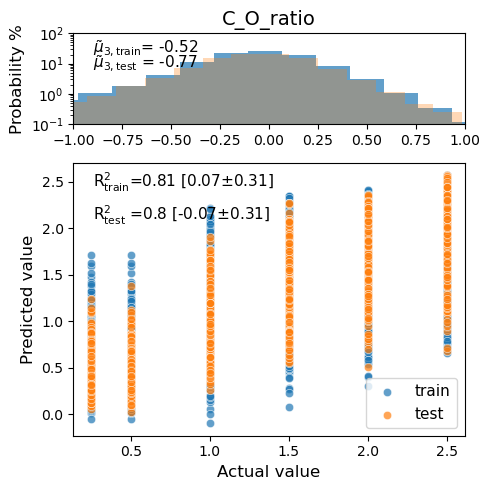 C_O_ratio
Probability %
10²
10¹
10⁰
10⁻¹
μ̃₃,train= -0.52
μ̃₃,test = -0.77
−1.00 −0.75 −0.50 −0.25 0.00 0.25 0.50 0.75 1.00
Predicted value
2.5
2.0
1.5
1.0
0.5
0.0
R²train=0.81 [0.07±0.31]
R²test =0.8 [-0.07±0.31]
train
test
0.5 1.0 1.5 2.0 2.5
Actual value